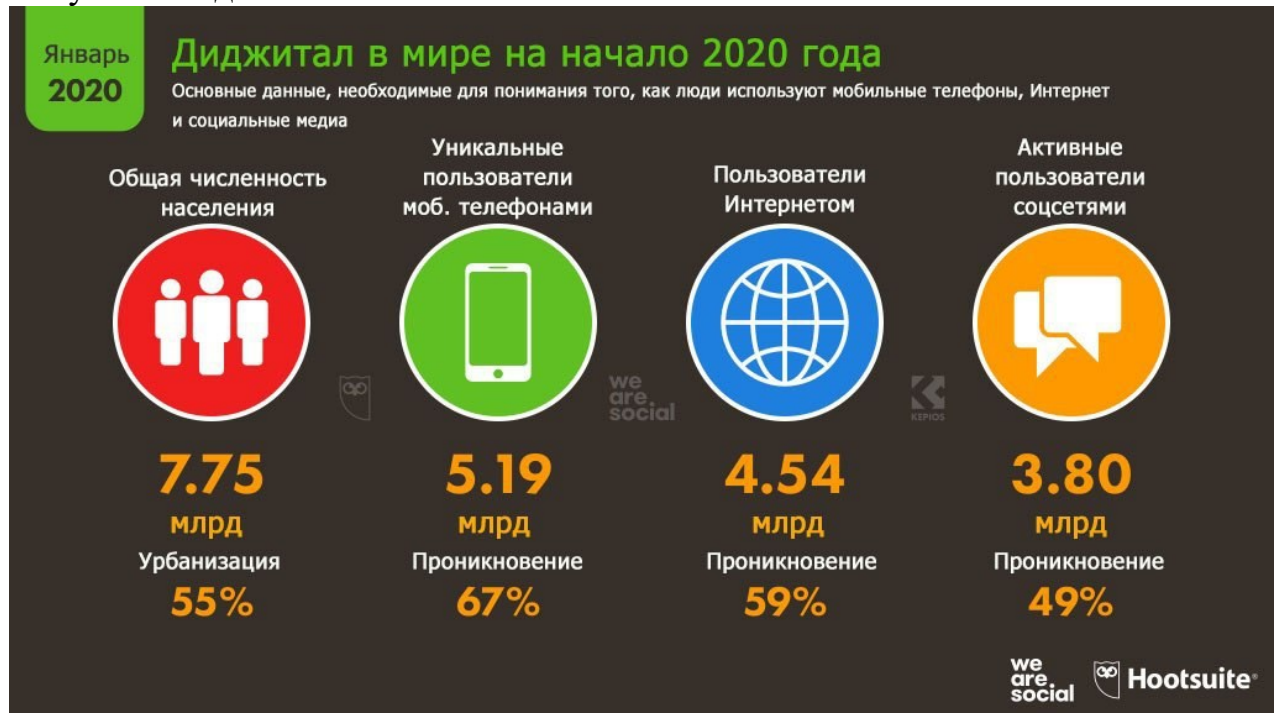 Январь
2020
Диджитал в мире на начало 2020 года
Основные данные, необходимые для понимания того, как люди используют мобильные телефоны, Интернет
и социальные медиа
Общая численность
населения
7.75
млрд
Урбанизация
55%
Уникальные
пользователи
моб. телефонами
5.19
млрд
Проникновение
67%
Пользователи
Интернетом
4.54
млрд
Проникновение
59%
Активные
пользователи
соцсетями
3.80
млрд
Проникновение
49%
we
are
social
KEPIOS
we
are
social
Hootsuite